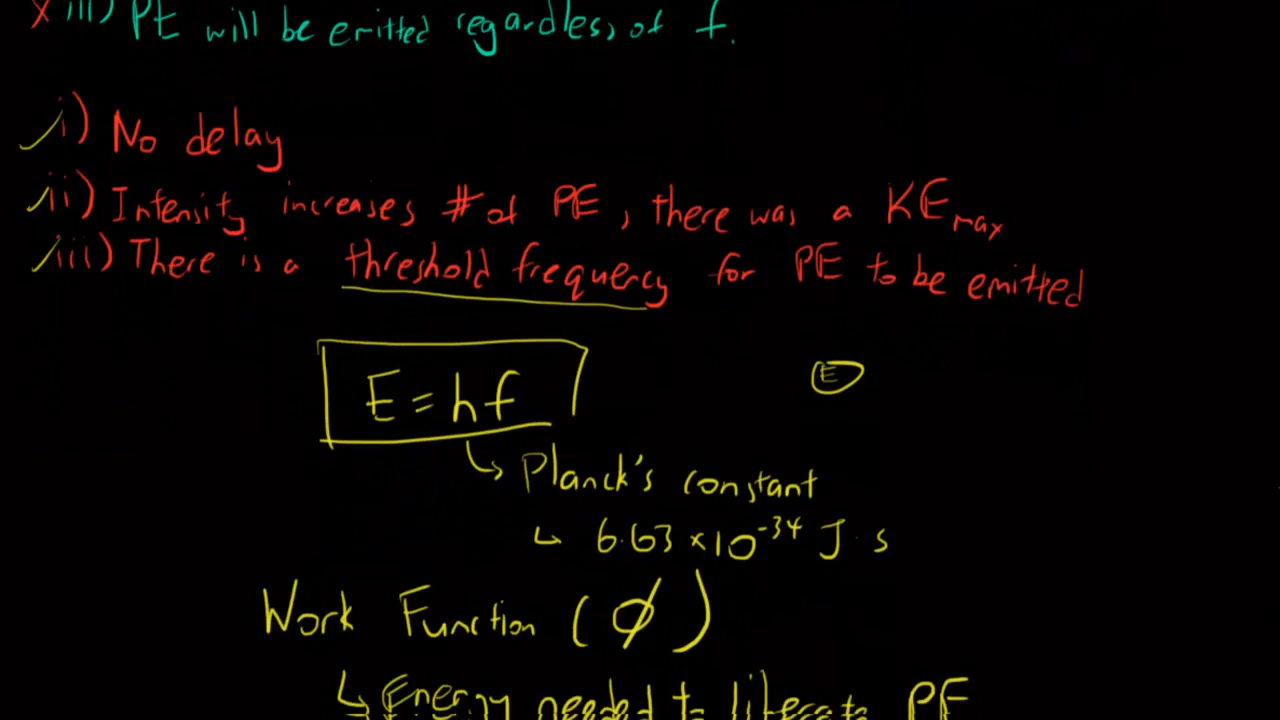 x iii) PE will be emitted regardless of f.
i) No delay
ii) Intensity increases # of PE, there was a KEmax
iii) There is a threshold frequency for PE to be emitted
E = hf
E
↳ Planck's constant
↳ 6.63 × 10⁻³⁴ J·s
Work Function (ϕ)
↳ Energy needed to liberate PE